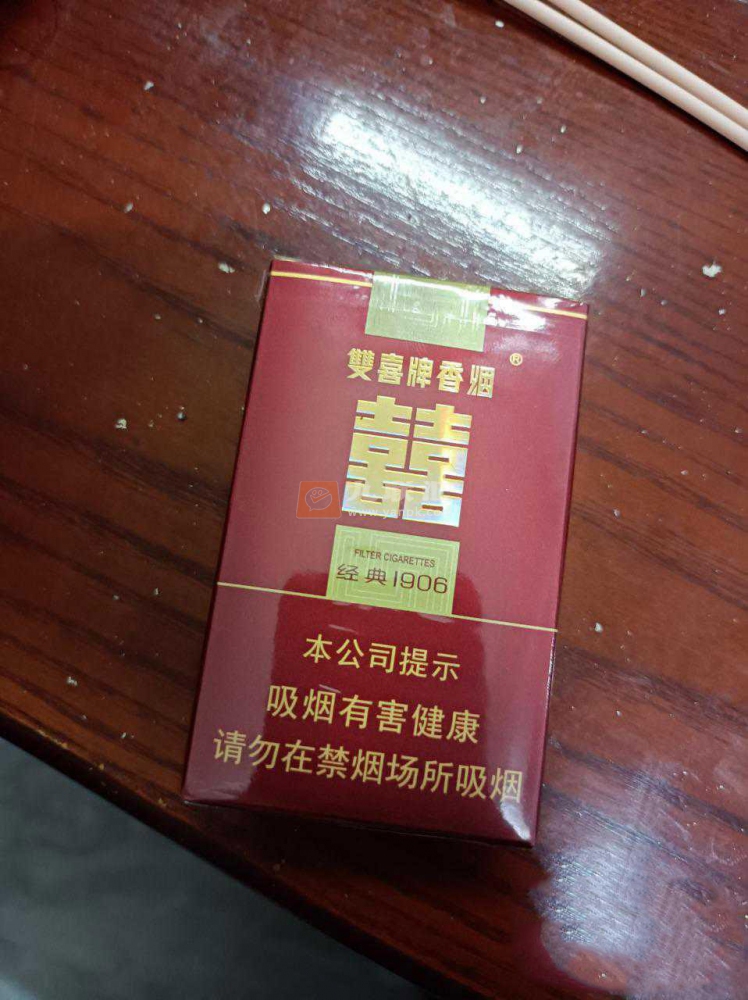 雙喜牌香烟®
囍
FILTER CIGARETTES
经典1906
本公司提示
吸烟有害健康
请勿在禁烟场所吸烟